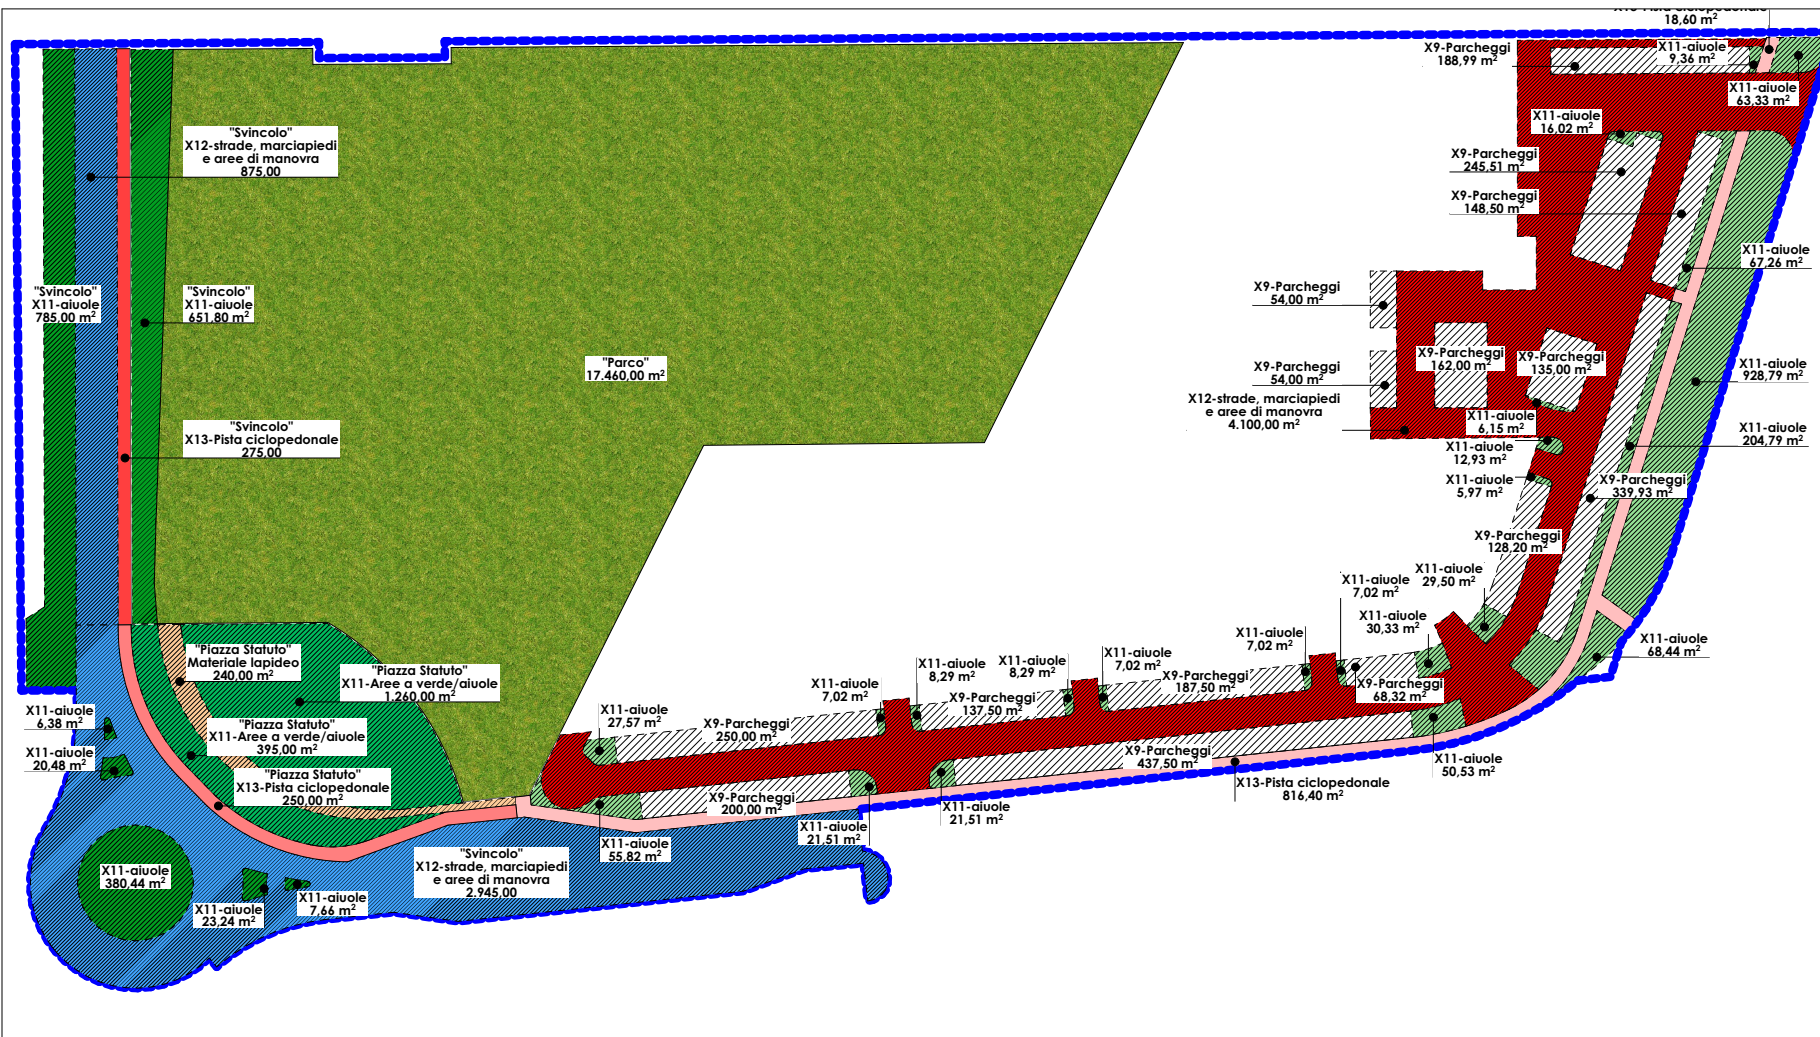 18,60 m²
X9-Parcheggi
188,99 m²
X11-aiuole
9,36 m²
X11-aiuole
63,33 m²
X11-aiuole
16,02 m²
X9-Parcheggi
245,51 m²
X9-Parcheggi
148,50 m²
"Svincolo"
X12-strade, marciapiedi
e aree di manovra
875,00
X11-aiuole
67,26 m²
"Svincolo"
X11-aiuole
785,00 m²
"Svincolo"
X11-aiuole
651,80 m²
X9-Parcheggi
54,00 m²
"Parco"
17.460,00 m²
X9-Parcheggi
162,00 m²
X9-Parcheggi
135,00 m²
X11-aiuole
928,79 m²
X9-Parcheggi
54,00 m²
X12-strade, marciapiedi
e aree di manovra
4.100,00 m²
X11-aiuole
6,15 m²
X11-aiuole
204,79 m²
"Svincolo"
X13-Pista ciclopedonale
275,00
X11-aiuole
12,93 m²
X11-aiuole
5,97 m²
X9-Parcheggi
339,93 m²
X9-Parcheggi
128,20 m²
X11-aiuole
29,50 m²
X11-aiuole
7,02 m²
X11-aiuole
30,33 m²
X11-aiuole
68,44 m²
"Piazza Statuto"
Materiale lapideo
240,00 m²
"Piazza Statuto"
X11-Aree a verde/aiuole
1.260,00 m²
X11-aiuole
7,02 m²
X11-aiuole
8,29 m²
X11-aiuole
8,29 m²
X11-aiuole
7,02 m²
X11-aiuole
7,02 m²
X9-Parcheggi
187,50 m²
X9-Parcheggi
68,32 m²
X9-Parcheggi
137,50 m²
X11-aiuole
6,38 m²
X11-aiuole
27,57 m²
X9-Parcheggi
250,00 m²
"Piazza Statuto"
X11-Aree a verde/aiuole
395,00 m²
X11-aiuole
20,48 m²
X9-Parcheggi
437,50 m²
X11-aiuole
50,53 m²
"Piazza Statuto"
X13-Pista ciclopedonale
250,00 m²
X13-Pista ciclopedonale
816,40 m²
X9-Parcheggi
200,00 m²
X11-aiuole
21,51 m²
X11-aiuole
21,51 m²
X11-aiuole
55,82 m²
"Svincolo"
X12-strade, marciapiedi
e aree di manovra
2.945,00
X11-aiuole
380,44 m²
X11-aiuole
23,24 m²
X11-aiuole
7,66 m²